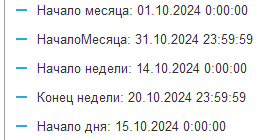 Начало месяца: 01.10.2024 0:00:00
НачалоМесяца: 31.10.2024 23:59:59
Начало недели: 14.10.2024 0:00:00
Конец недели: 20.10.2024 23:59:59
Начало дня: 15.10.2024 0:00:00